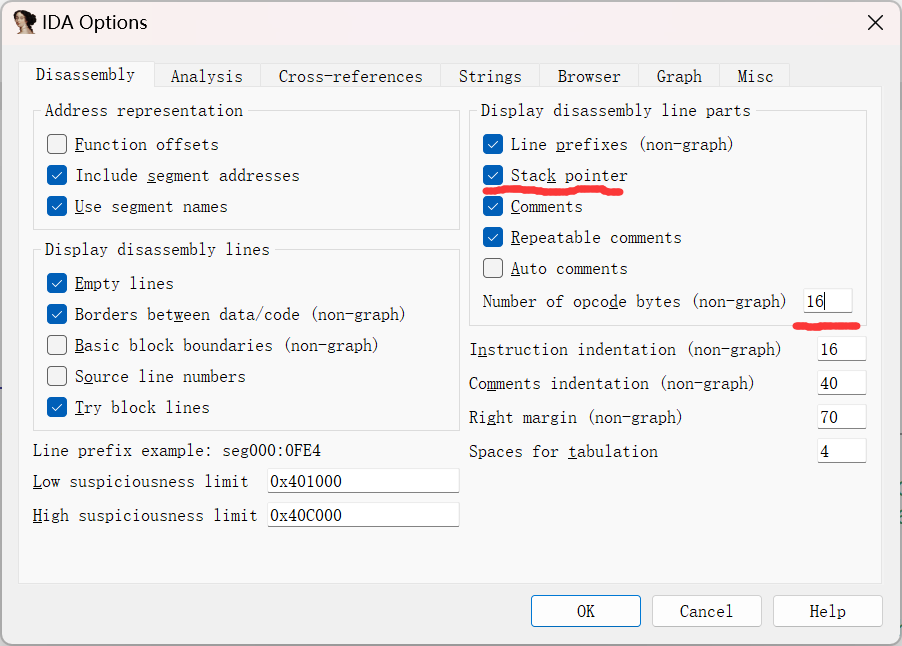 IDA Options
Disassembly Analysis Cross-references Strings Browser Graph Misc
Address representation
Function offsets
Include segment addresses
Use segment names
Display disassembly lines
Empty lines
Borders between data/code (non-graph)
Basic block boundaries (non-graph)
Source line numbers
Try block lines
Line prefix example: seg000:0FE4
Low suspiciousness limit 0x401000
High suspiciousness limit 0x40C000
Display disassembly line parts
Line prefixes (non-graph)
Stack pointer
Comments
Repeatable comments
Auto comments
Number of opcode bytes (non-graph) 16
Instruction indentation (non-graph) 16
Comments indentation (non-graph) 40
Right margin (non-graph) 70
Spaces for tabulation 4
OK Cancel Help